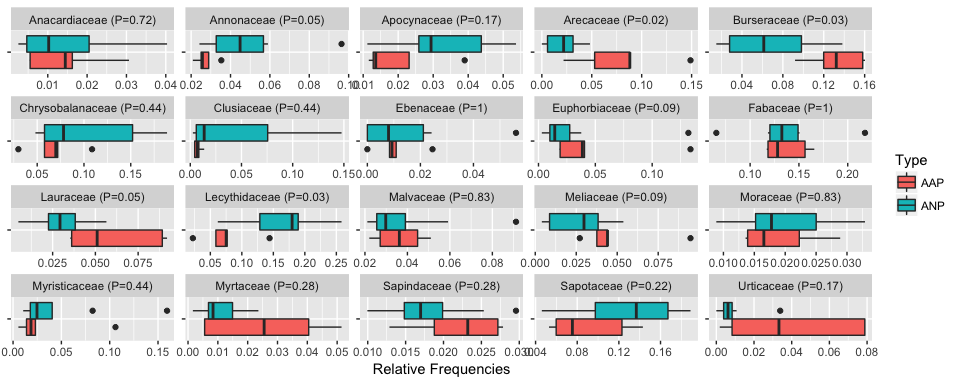 Anacardiaceae (P=0.72) Annonaceae (P=0.05) Apocynaceae (P=0.17) Arecaceae (P=0.02) Burseraceae (P=0.03)
0.01 0.02 0.03 0.04 0.02 0.04 0.06 0.08 0.10 0.01 0.02 0.03 0.04 0.05 0.00 0.05 0.10 0.15 0.04 0.08 0.12 0.16
Chrysobalanaceae (P=0.44) Clusiaceae (P=0.44) Ebenaceae (P=1) Euphorbiaceae (P=0.09) Fabaceae (P=1)
0.05 0.10 0.15 0.00 0.05 0.10 0.15 0.00 0.02 0.04 0.00 0.05 0.10 0.10 0.15 0.20
Type
AAP
ANP
Lauraceae (P=0.05) Lecythidaceae (P=0.03) Malvaceae (P=0.83) Meliaceae (P=0.09) Moraceae (P=0.83)
0.025 0.050 0.075 0.05 0.10 0.15 0.20 0.25 0.02 0.04 0.06 0.08 0.000 0.025 0.050 0.075 0.010 0.015 0.020 0.025 0.030
Myristicaceae (P=0.44) Myrtaceae (P=0.28) Sapindaceae (P=0.28) Sapotaceae (P=0.22) Urticaceae (P=0.17)
0.00 0.05 0.10 0.15 0.00 0.01 0.02 0.03 0.04 0.05 0.010 0.015 0.020 0.025 0.030 0.04 0.08 0.12 0.16 0.00 0.02 0.04 0.06 0.08
Relative Frequencies